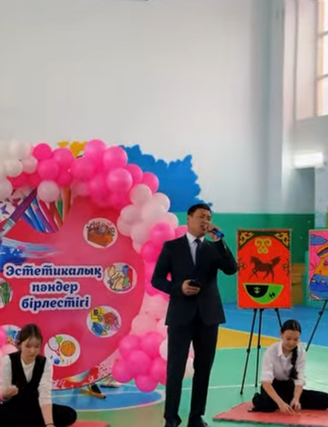 Эстетикалық
пәндер
бірлестігі